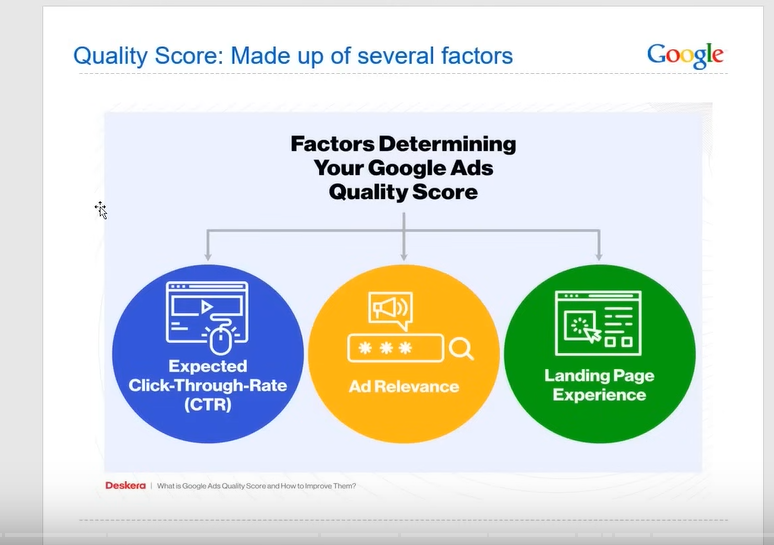 Quality Score: Made up of several factors
Google
Factors Determining
Your Google Ads
Quality Score
Expected
Click-Through-Rate
(CTR)
Ad Relevance
Landing Page
Experience
Deskera | What is Google Ads Quality Score and How to Improve Them?